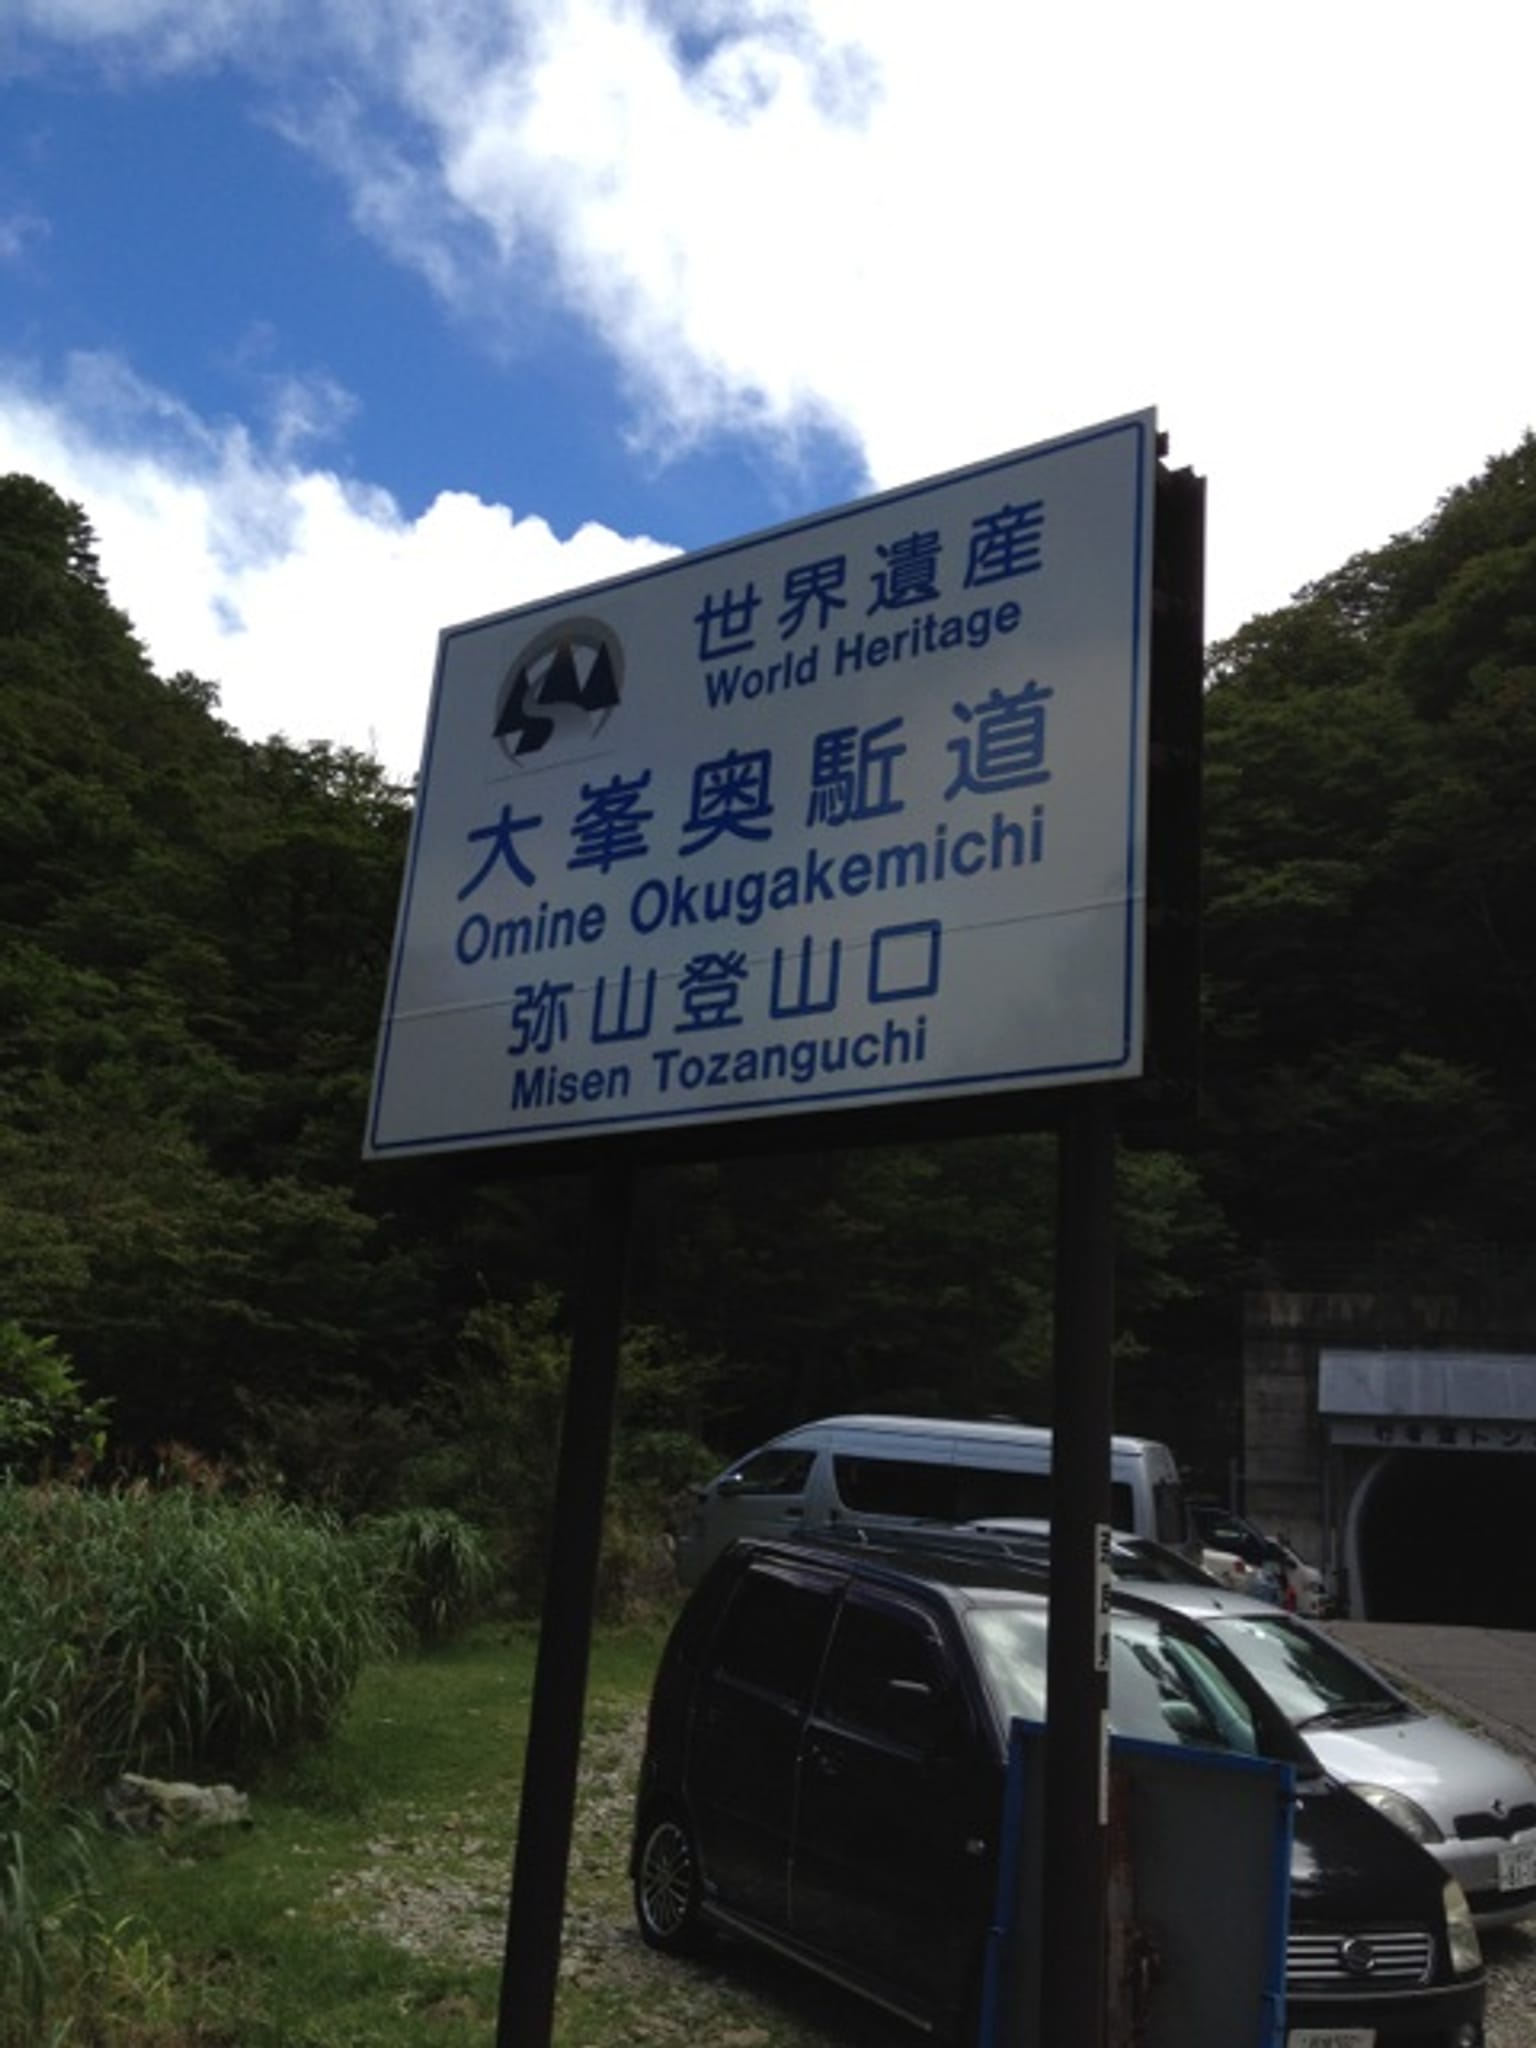 世界遺産
World Heritage
大峯奥駈道
Omine Okugakemichi
弥山登山口
Misen Tozanguchi